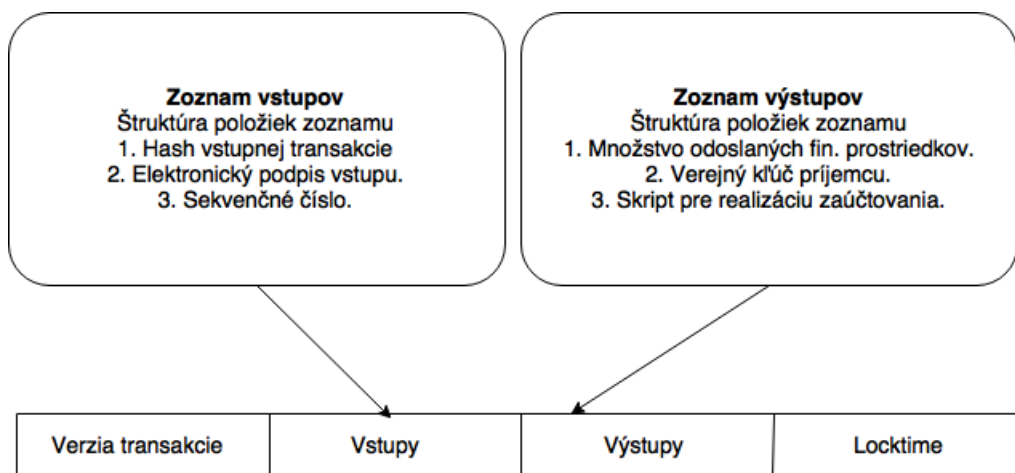 Zoznam vstupov
Štruktúra položiek zoznamu
1. Hash vstupnej transakcie
2. Elektronický podpis vstupu.
3. Sekvenčné číslo.
Zoznam výstupov
Štruktúra položiek zoznamu
1. Množstvo odoslaných fin. prostriedkov.
2. Verejný kľúč príjemcu.
3. Skript pre realizáciu zaúčtovania.
Verzia transakcie
Vstupy
Výstupy
Locktime